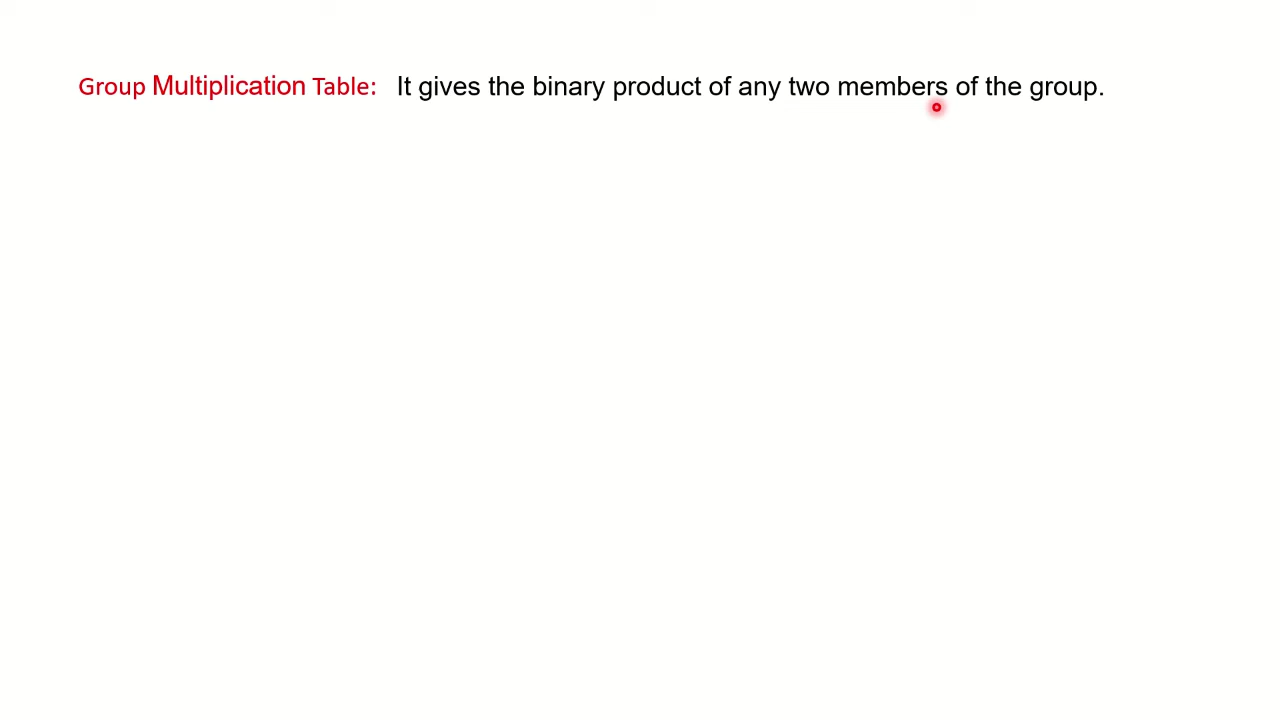 Group Multiplication Table: It gives the binary product of any two members of the group.